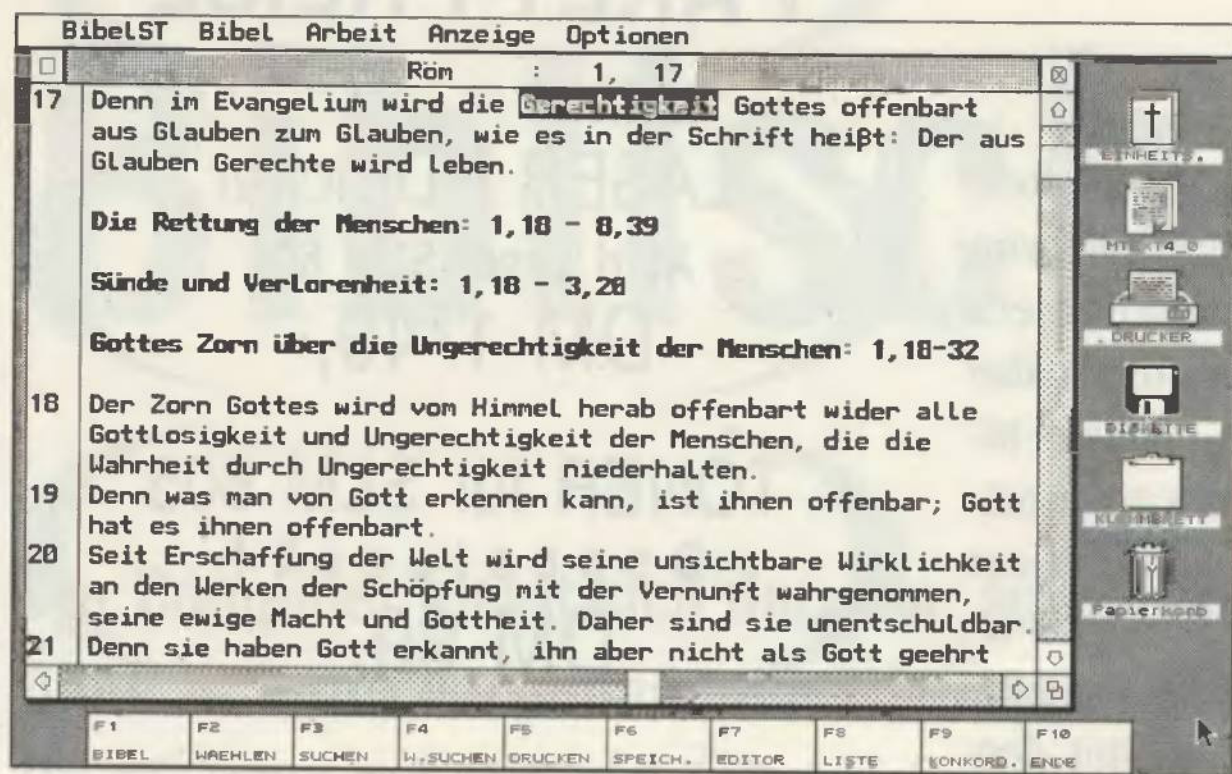 BibelST Bibel Arbeit Anzeige Optionen
Röm : 1, 17
17 Denn im Evangelium wird die Gerechtigkeit Gottes offenbart
aus Glauben zum Glauben, wie es in der Schrift heißt: Der aus
Glauben Gerechte wird leben.
Die Rettung der Menschen: 1,18 - 8,39
Sünde und Verlorenheit: 1,18 - 3,20
Gottes Zorn über die Ungerechtigkeit der Menschen: 1,18-32
18 Der Zorn Gottes wird vom Himmel herab offenbart wider alle
Gottlosigkeit und Ungerechtigkeit der Menschen, die die
Wahrheit durch Ungerechtigkeit niederhalten.
19 Denn was man von Gott erkennen kann, ist ihnen offenbar; Gott
hat es ihnen offenbart.
20 Seit Erschaffung der Welt wird seine unsichtbare Wirklichkeit
an den Werken der Schöpfung mit der Vernunft wahrgenommen,
seine ewige Macht und Gottheit. Daher sind sie unentschuldbar.
21 Denn sie haben Gott erkannt, ihn aber nicht als Gott geehrt
EINHEITS.
MTEXT4_0
DRUCKER
DISKETTE
KLEMMBRETT
Papierkorb
F1 F2 F3 F4 F5 F6 F7 F8 F9 F10
BIBEL WAEHLEN SUCHEN W.SUCHEN DRUCKEN SPEICH. EDITOR LISTE KONKORD. ENDE